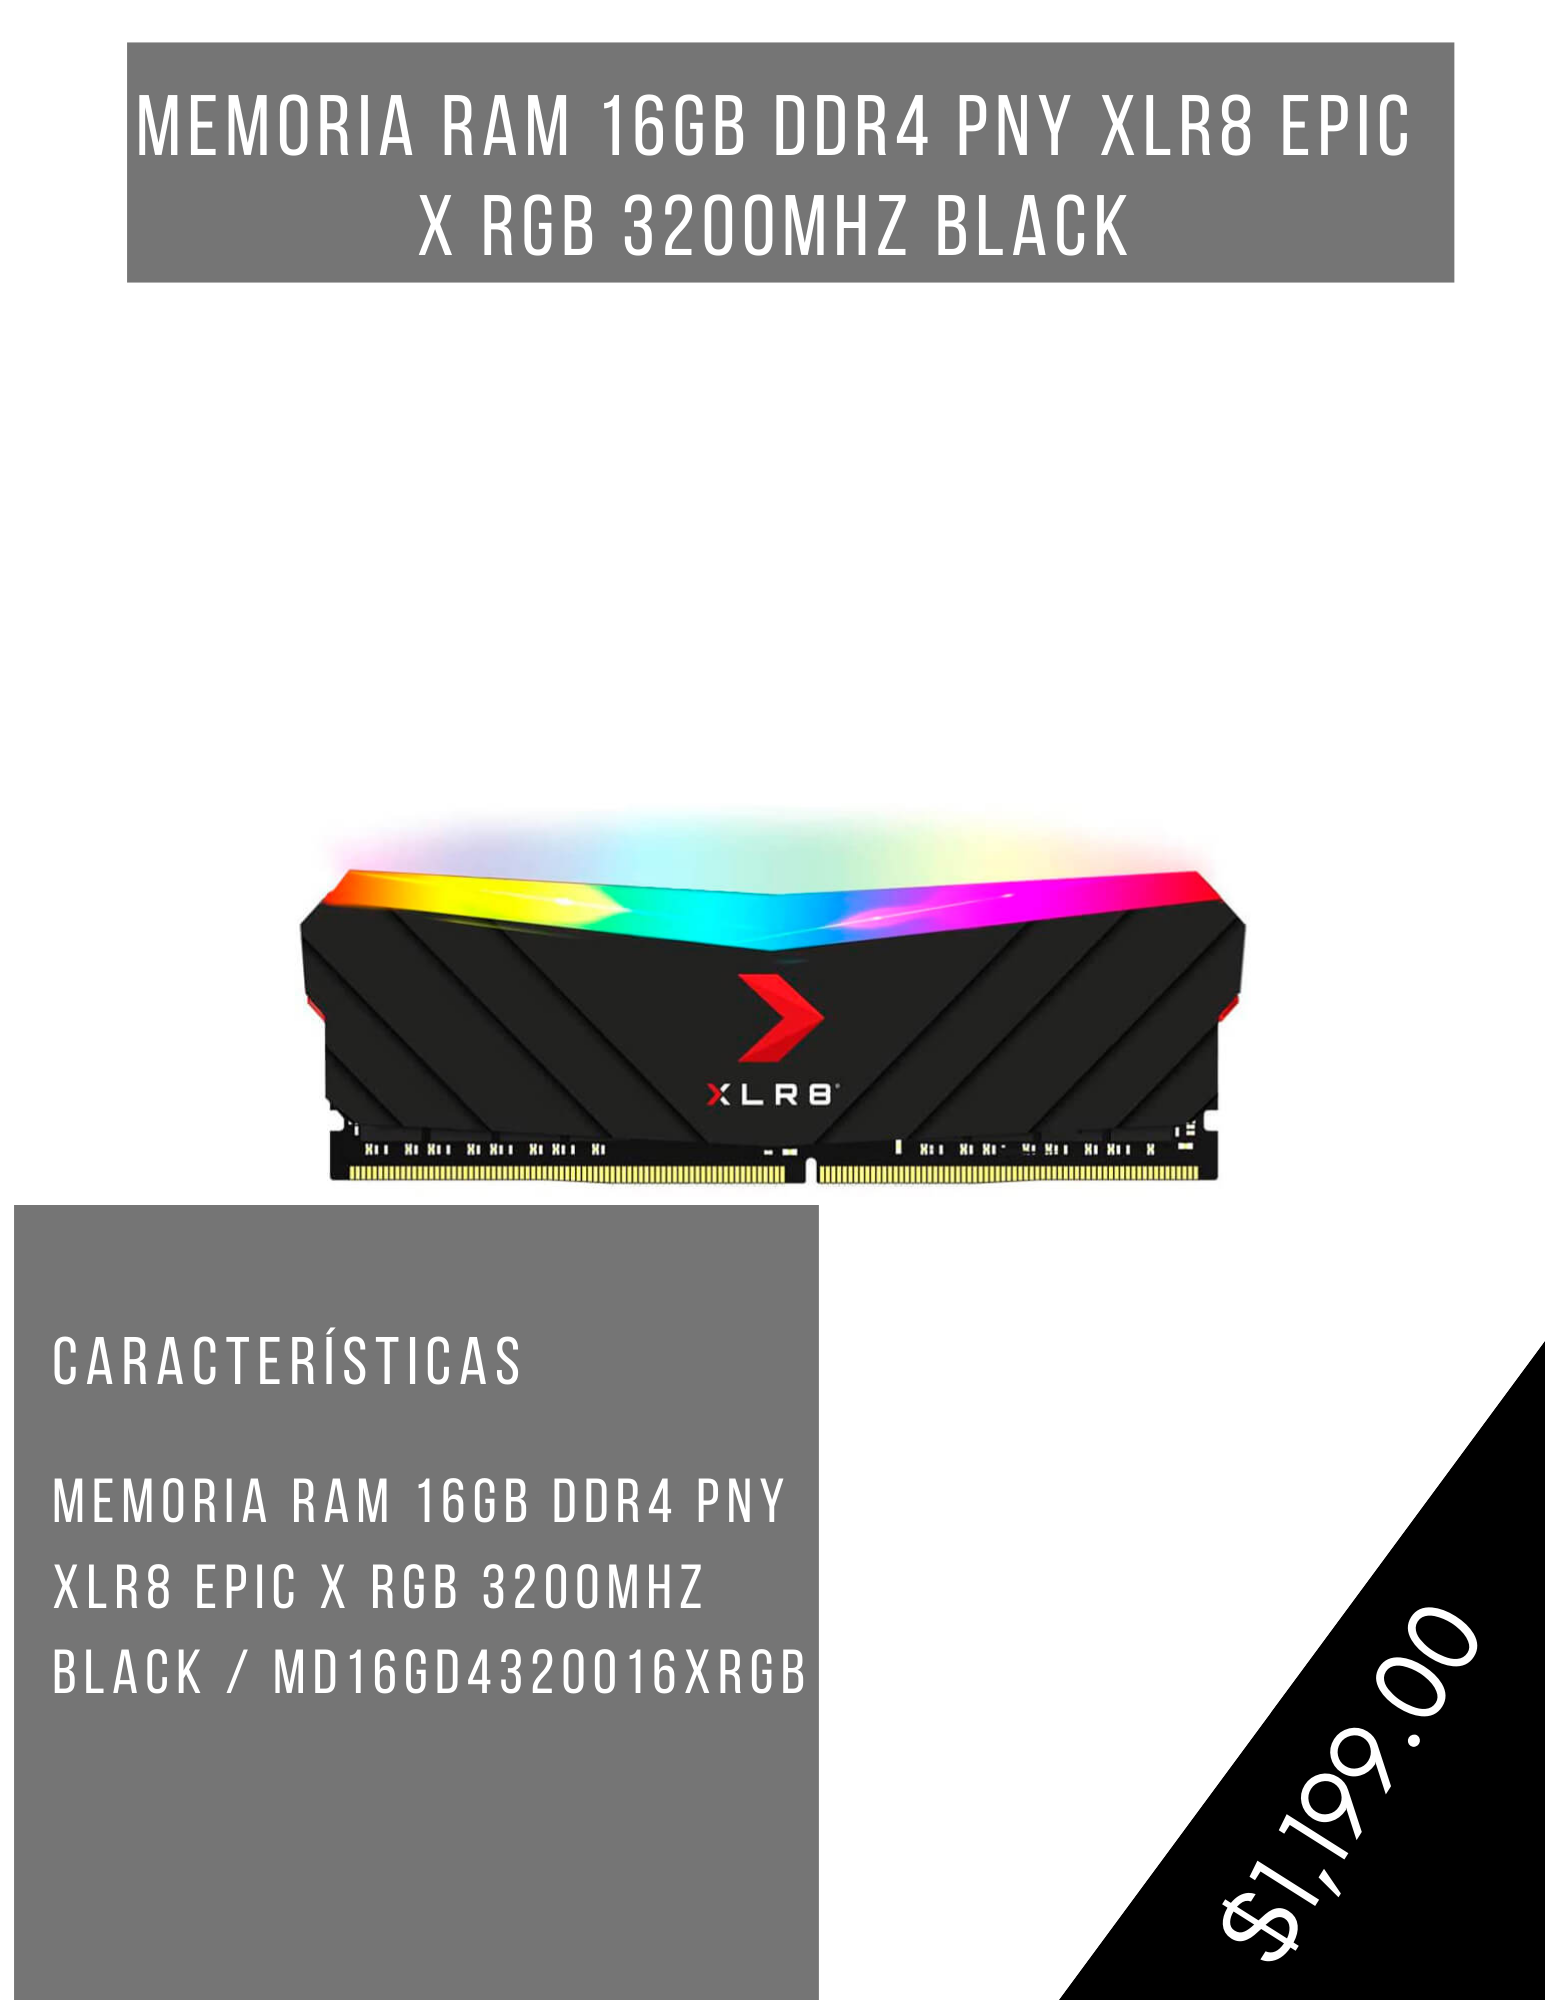 MEMORIA RAM 16GB DDR4 PNY XLR8 EPIC
X RGB 3200MHZ BLACK
XLR8
CARACTERÍSTICAS
MEMORIA RAM 16GB DDR4 PNY
XLR8 EPIC X RGB 3200MHZ
BLACK / MD16GD4320016XRGB
$1,199.00